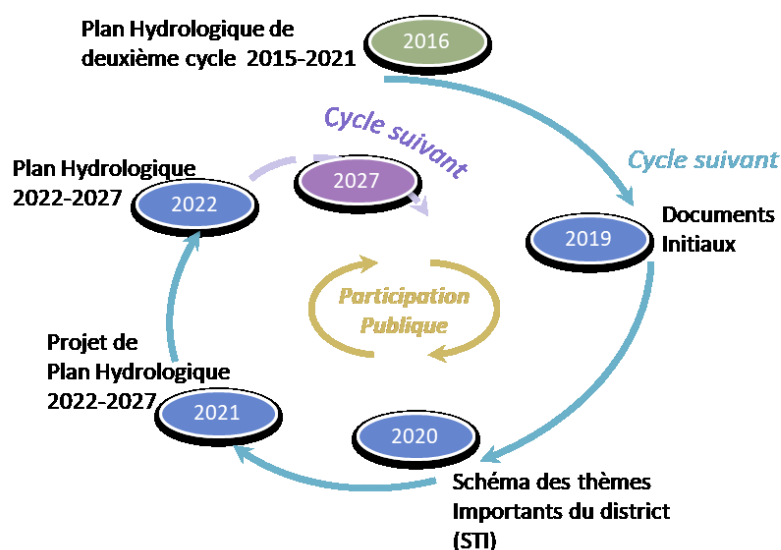 Plan Hydrologique de
deuxième cycle 2015-2021
2016
Cycle suivant
Plan Hydrologique
2022-2027
2022
2027
Cycle suivant
Documents
Initiaux
2019
Participation
Publique
Projet de
Plan Hydrologique
2022-2027
2021
2020
Schéma des thèmes
Importants du district
(STI)